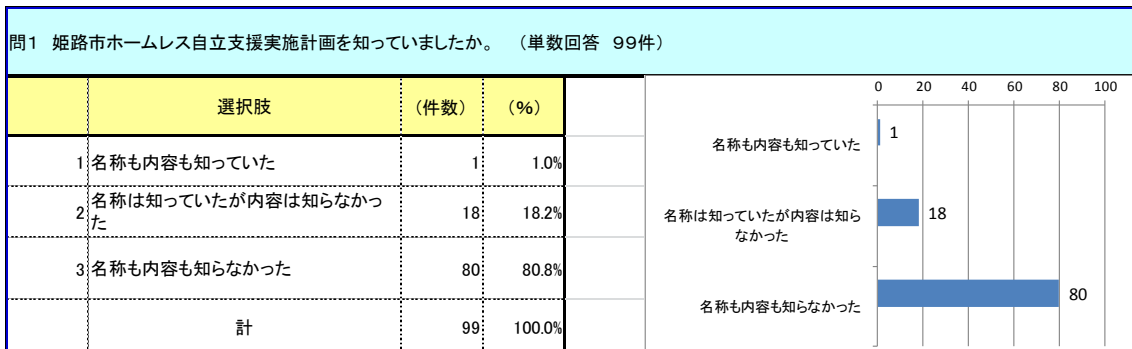 問1 姫路市ホームレス自立支援実施計画を知っていましたか。 （単数回答 99件）
選択肢 （件数） （%）
1 名称も内容も知っていた 1 1.0%
2 名称は知っていたが内容は知らなかっ
た 18 18.2%
3 名称も内容も知らなかった 80 80.8%
計 99 100.0%
0 20 40 60 80 100
名称も内容も知っていた 1
名称は知っていたが内容は知ら
なかった 18
名称も内容も知らなかった 80